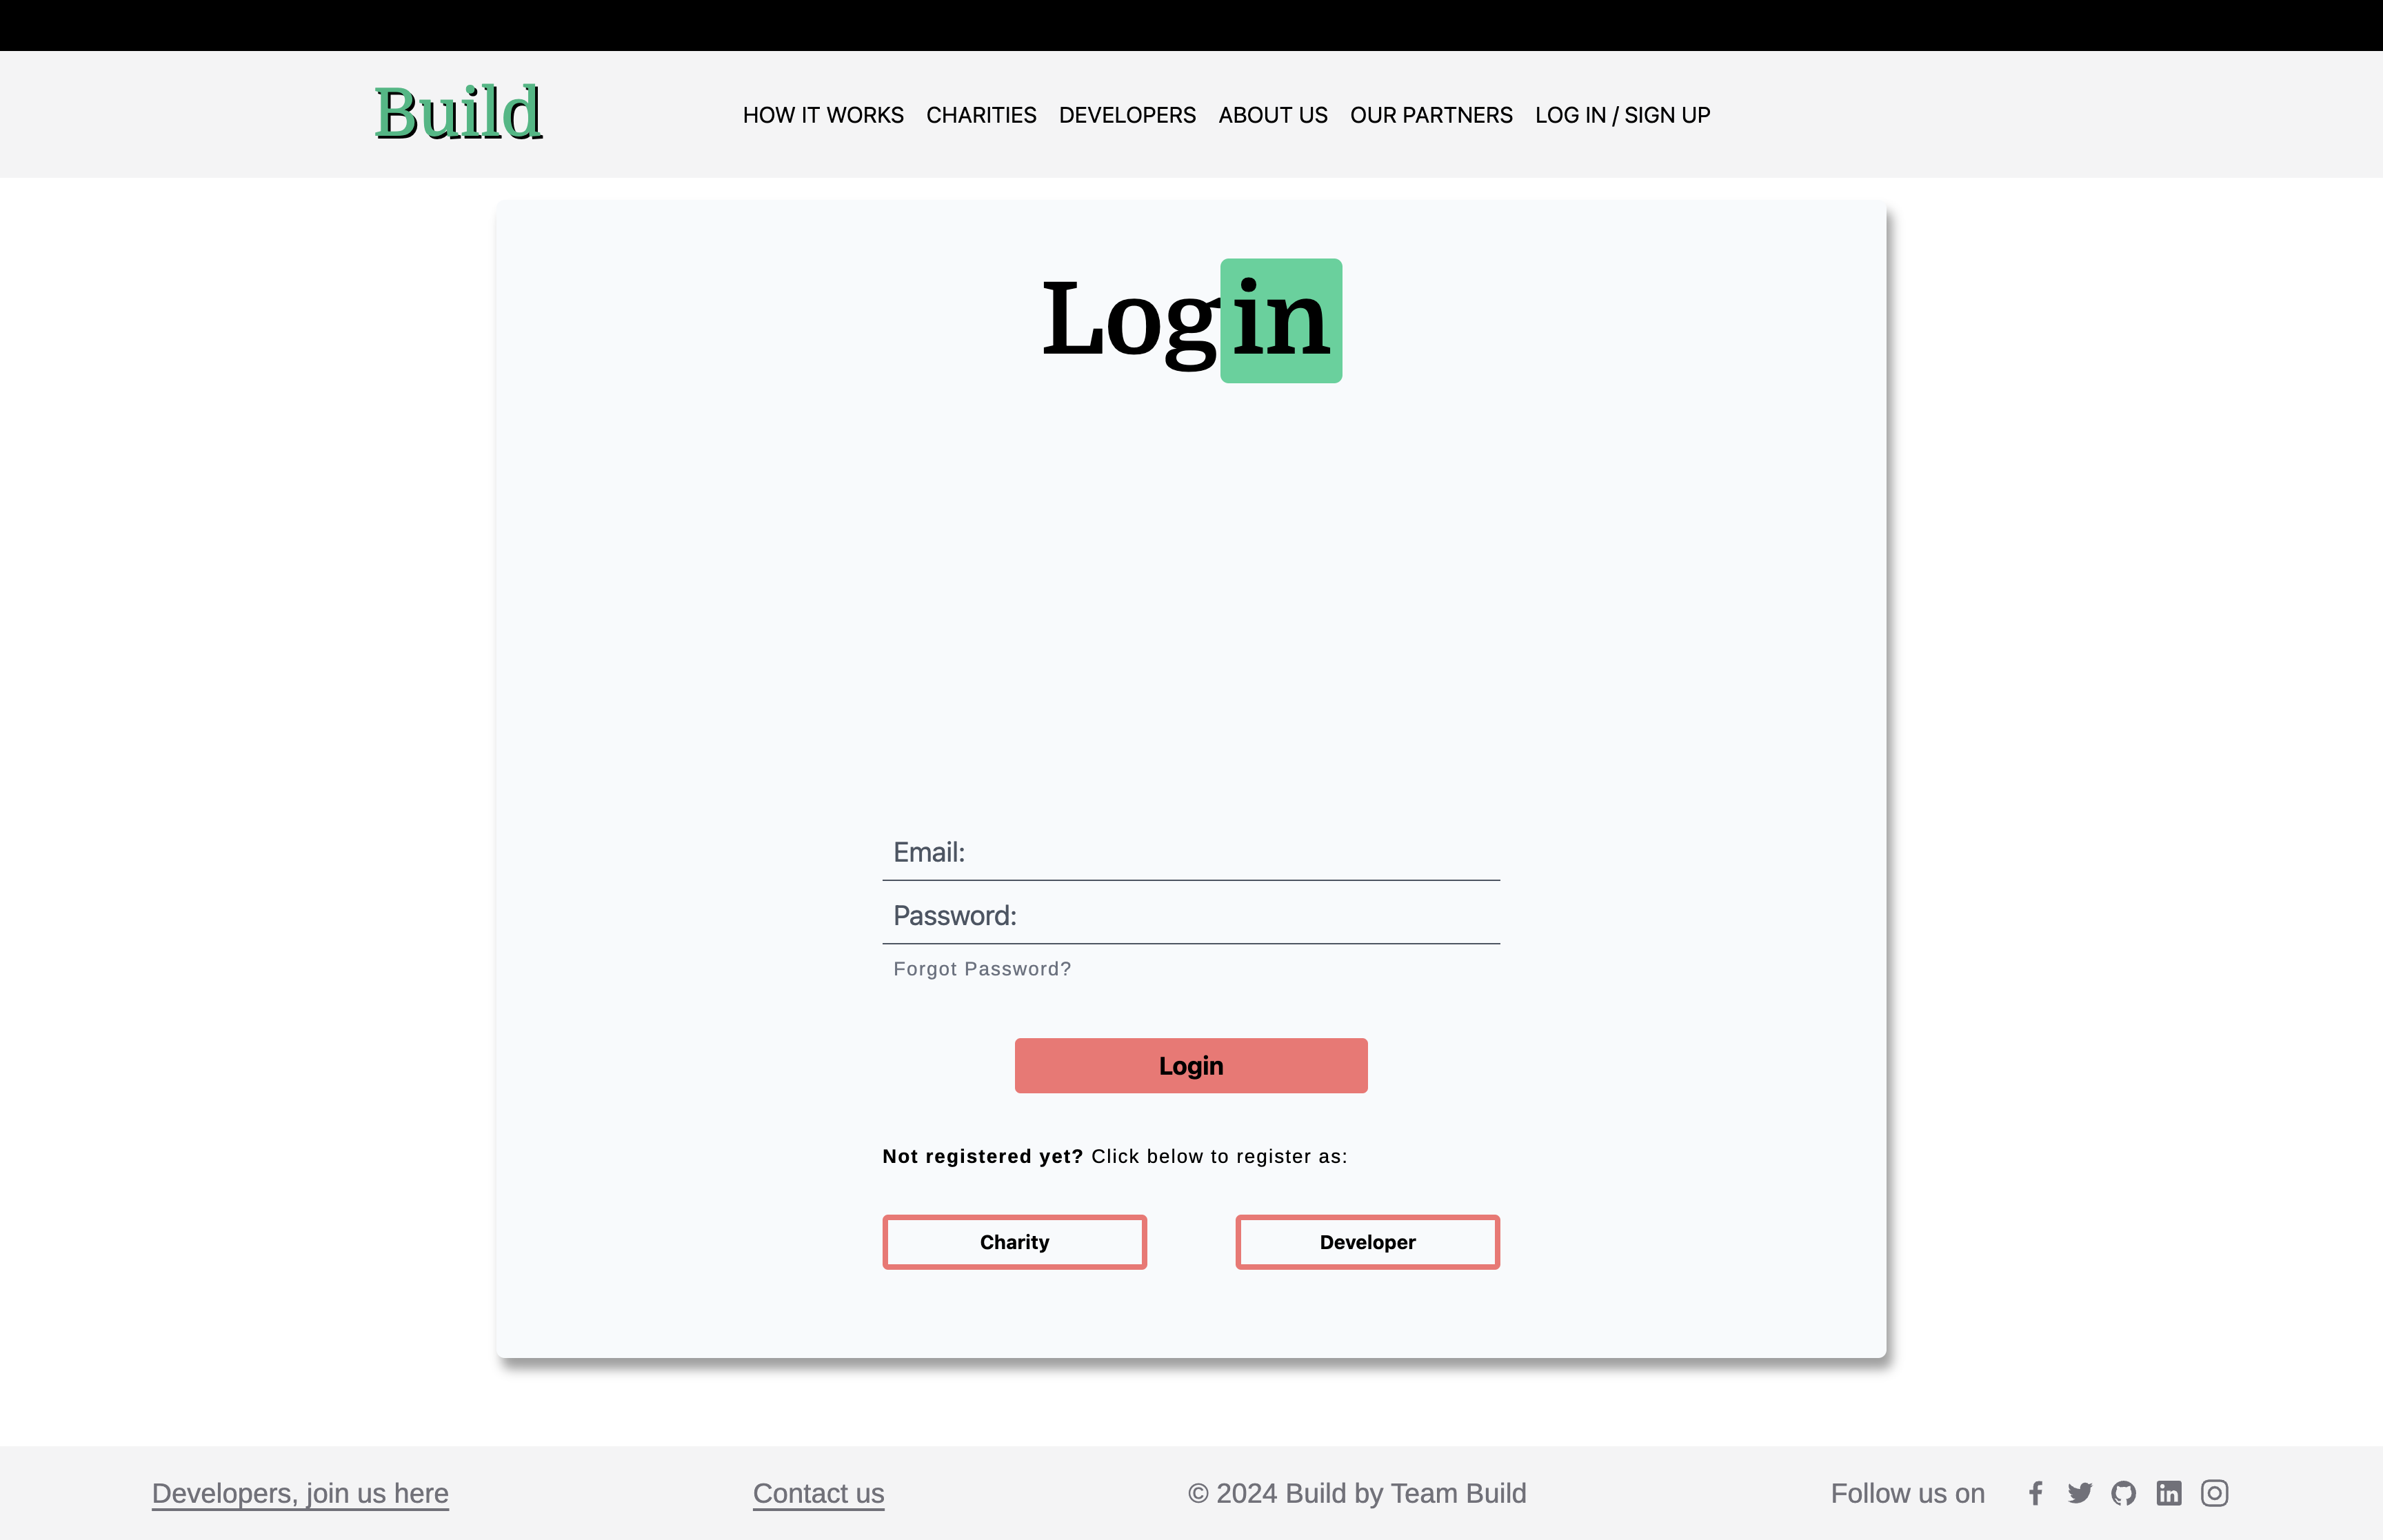 Build
HOW IT WORKS CHARITIES DEVELOPERS ABOUT US OUR PARTNERS LOG IN / SIGN UP
Login
Email:
Password:
Forgot Password?
Login
Not registered yet? Click below to register as:
Charity Developer
Developers, join us here Contact us © 2024 Build by Team Build Follow us on